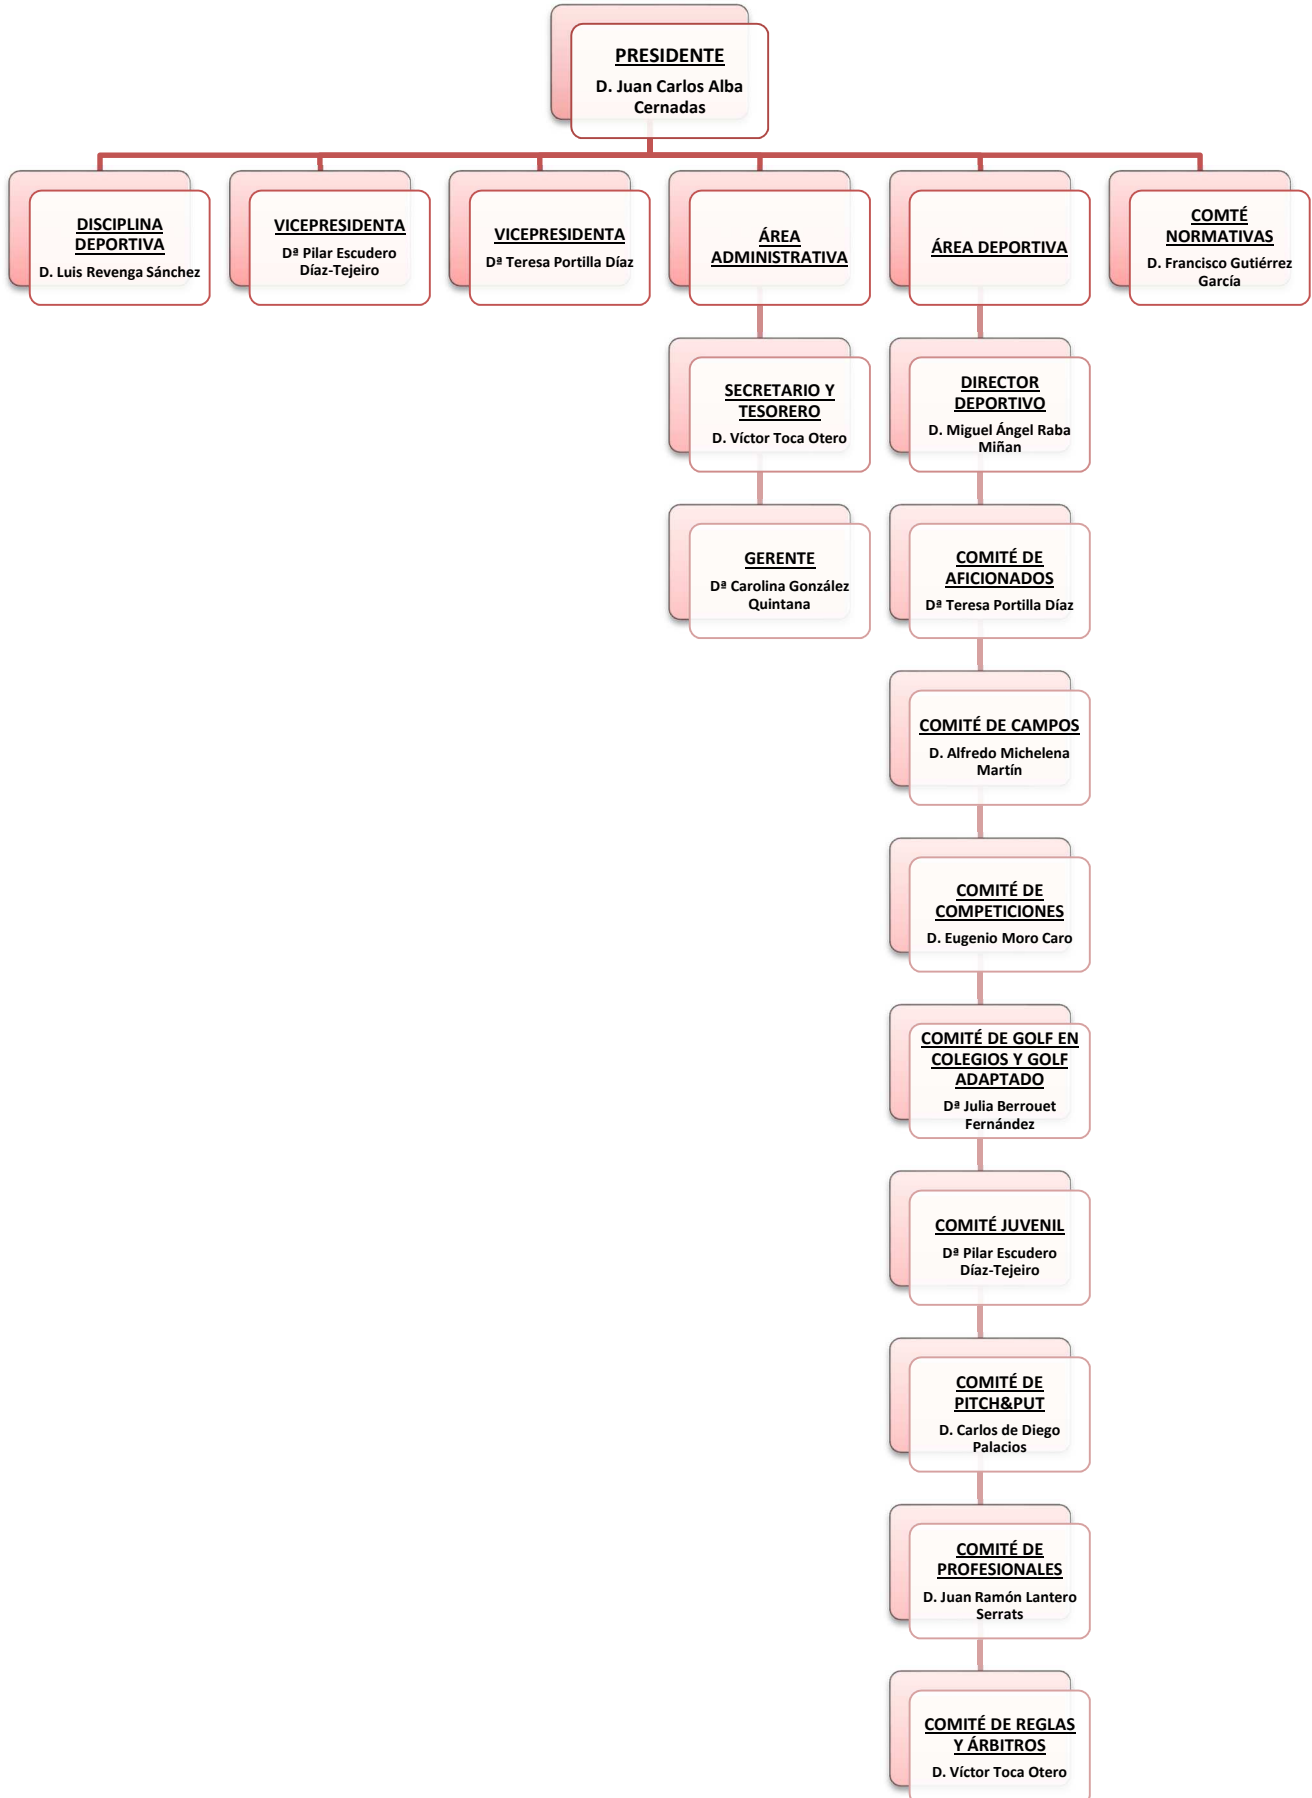 PRESIDENTE
D. Juan Carlos Alba
Cernadas
DISCIPLINA
DEPORTIVA
D. Luis Revenga Sánchez
VICEPRESIDENTA
Dª Pilar Escudero
Díaz-Tejeiro
VICEPRESIDENTA
Dª Teresa Portilla Díaz
ÁREA
ADMINISTRATIVA
ÁREA DEPORTIVA
COMTÉ
NORMATIVAS
D. Francisco Gutiérrez
García
SECRETARIO Y
TESORERO
D. Víctor Toca Otero
DIRECTOR
DEPORTIVO
D. Miguel Ángel Raba
Miñan
GERENTE
Dª Carolina González
Quintana
COMITÉ DE
AFICIONADOS
Dª Teresa Portilla Díaz
COMITÉ DE CAMPOS
D. Alfredo Michelena
Martín
COMITÉ DE
COMPETICIONES
D. Eugenio Moro Caro
COMITÉ DE GOLF EN
COLEGIOS Y GOLF
ADAPTADO
Dª Julia Berrouet
Fernández
COMITÉ JUVENIL
Dª Pilar Escudero
Díaz-Tejeiro
COMITÉ DE
PITCH&PUT
D. Carlos de Diego
Palacios
COMITÉ DE
PROFESIONALES
D. Juan Ramón Lantero
Serrats
COMITÉ DE REGLAS
Y ÁRBITROS
D. Víctor Toca Otero